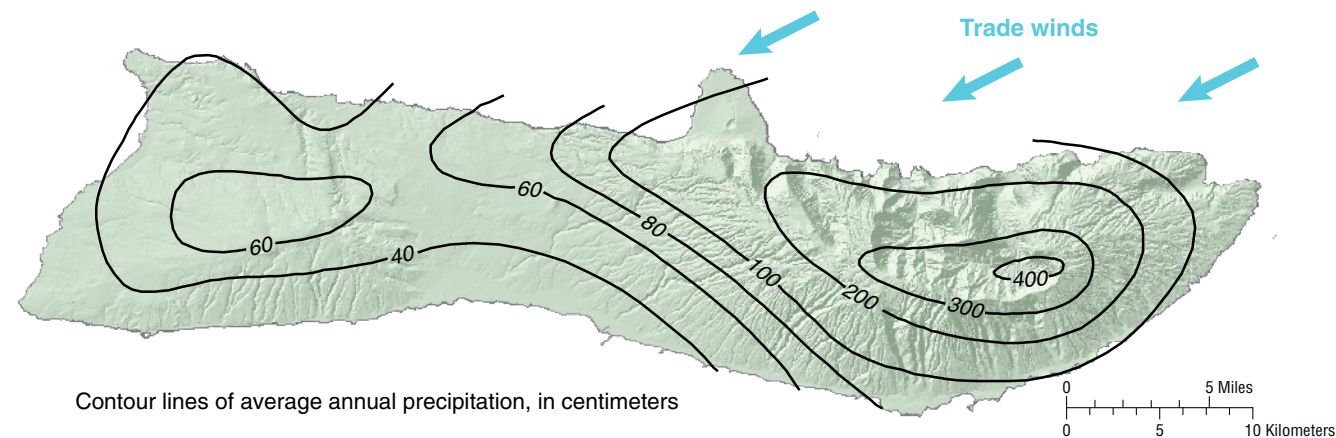 Trade winds
60
80
100
200
300
400
60
40
Contour lines of average annual precipitation, in centimeters
0 5 Miles
0 5 10 Kilometers